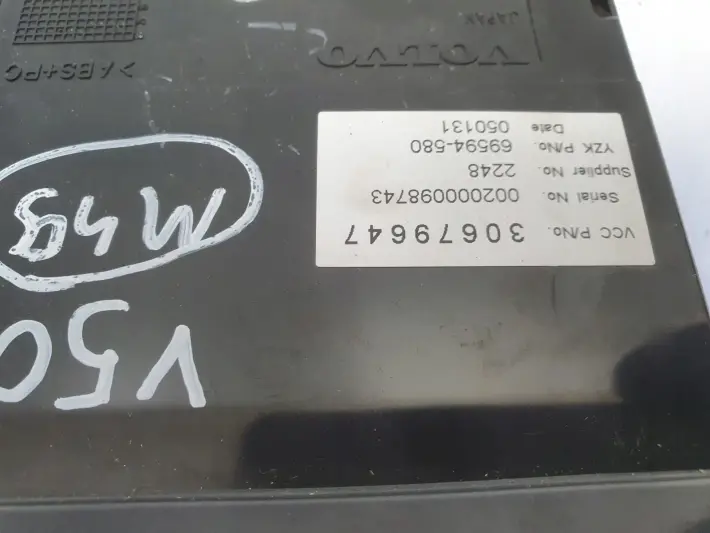 V50
VCC P/No. 30679647
Serial No. 002000098743
Supplier No. 2248
YZK P/No. 69594-580
Date 050131
VOLVO
>ABS+PC<
JAPAN